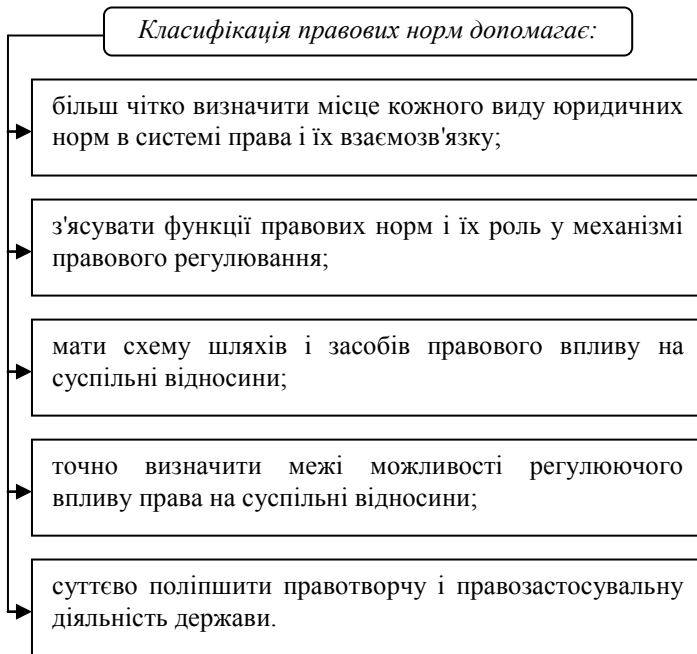 Класифікація правових норм допомагає:
більш чітко визначити місце кожного виду юридичних
норм в системі права і їх взаємозв'язку;
з'ясувати функції правових норм і їх роль у механізмі
правового регулювання;
мати схему шляхів і засобів правового впливу на
суспільні відносини;
точно визначити межі можливості регулюючого
впливу права на суспільні відносини;
суттєво поліпшити правотворчу і правозастосувальну
діяльність держави.